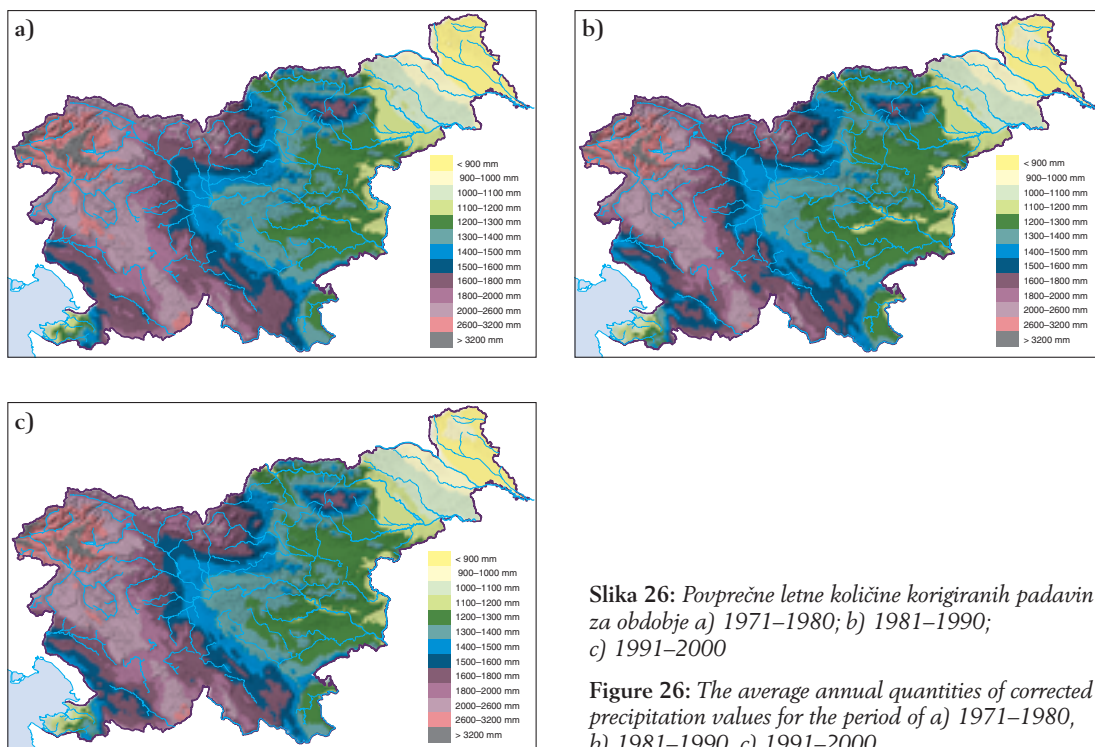 a)
< 900 mm
900–1000 mm
1000–1100 mm
1100–1200 mm
1200–1300 mm
1300–1400 mm
1400–1500 mm
1500–1600 mm
1600–1800 mm
1800–2000 mm
2000–2600 mm
2600–3200 mm
> 3200 mm
b)
< 900 mm
900–1000 mm
1000–1100 mm
1100–1200 mm
1200–1300 mm
1300–1400 mm
1400–1500 mm
1500–1600 mm
1600–1800 mm
1800–2000 mm
2000–2600 mm
2600–3200 mm
> 3200 mm
c)
< 900 mm
900–1000 mm
1000–1100 mm
1100–1200 mm
1200–1300 mm
1300–1400 mm
1400–1500 mm
1500–1600 mm
1600–1800 mm
1800–2000 mm
2000–2600 mm
2600–3200 mm
> 3200 mm
Slika 26: Povprečne letne količine korigiranih padavin
za obdobje a) 1971–1980; b) 1981–1990;
c) 1991–2000
Figure 26: The average annual quantities of corrected
precipitation values for the period of a) 1971–1980,
b) 1981–1990, c) 1991–2000